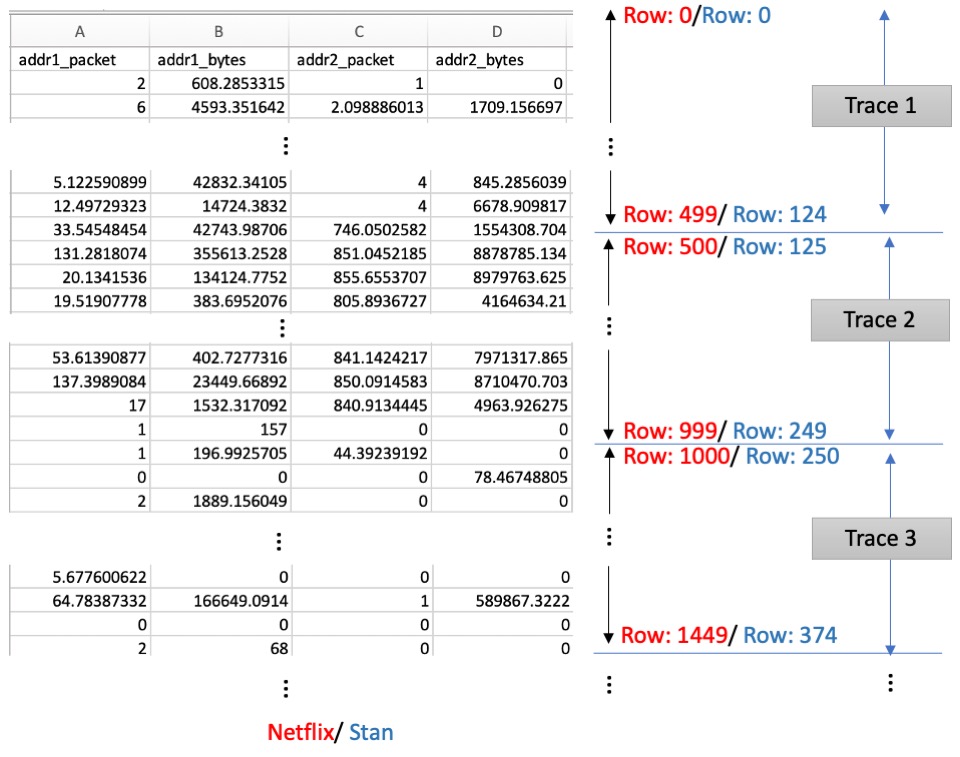 A B C D
addr1_packet addr1_bytes addr2_packet addr2_bytes
2 608.2853315 1 0
6 4593.351642 2.098886013 1709.156697
5.122590899 42832.34105 4 845.2856039
12.49729323 14724.3832 4 6678.909817
33.54548454 42743.98706 746.0502582 1554308.704
131.2818074 355613.2528 851.0452185 8878785.134
20.1341536 134124.7752 855.6553707 8979763.625
19.51907778 383.6952076 805.8936727 4164634.21
53.61390877 402.7277316 841.1424217 7971317.865
137.3989084 23449.66892 850.0914583 8710470.703
17 1532.317092 840.9134445 4963.926275
1 157 0 0
1 196.9925705 44.39239192 0
0 0 0 78.46748805
2 1889.156049 0 0
5.677600622 0 0 0
64.78387332 166649.0914 1 589867.3222
0 0 0 0
2 68 0 0
Netflix/ Stan
Row: 0/Row: 0
Trace 1
Row: 499/ Row: 124
Row: 500/ Row: 125
Trace 2
Row: 999/ Row: 249
Row: 1000/ Row: 250
Trace 3
Row: 1449/ Row: 374